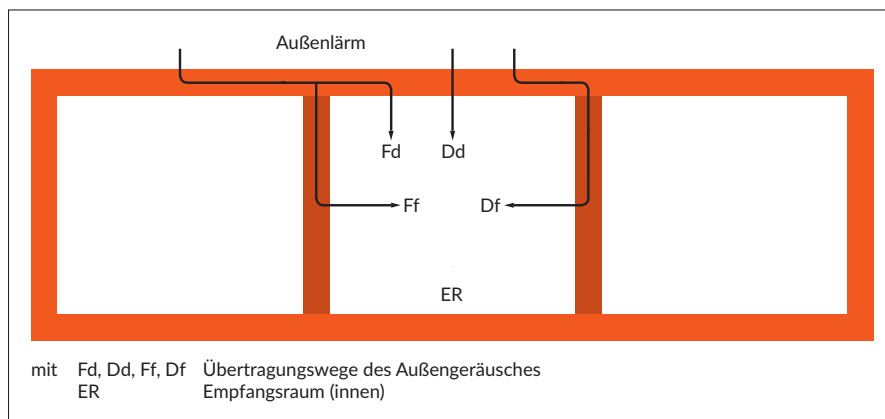 Außenlärm
Fd Dd
Ff Df
ER
mit Fd, Dd, Ff, Df Übertragungswege des Außengeräusches
ER Empfangsraum (innen)